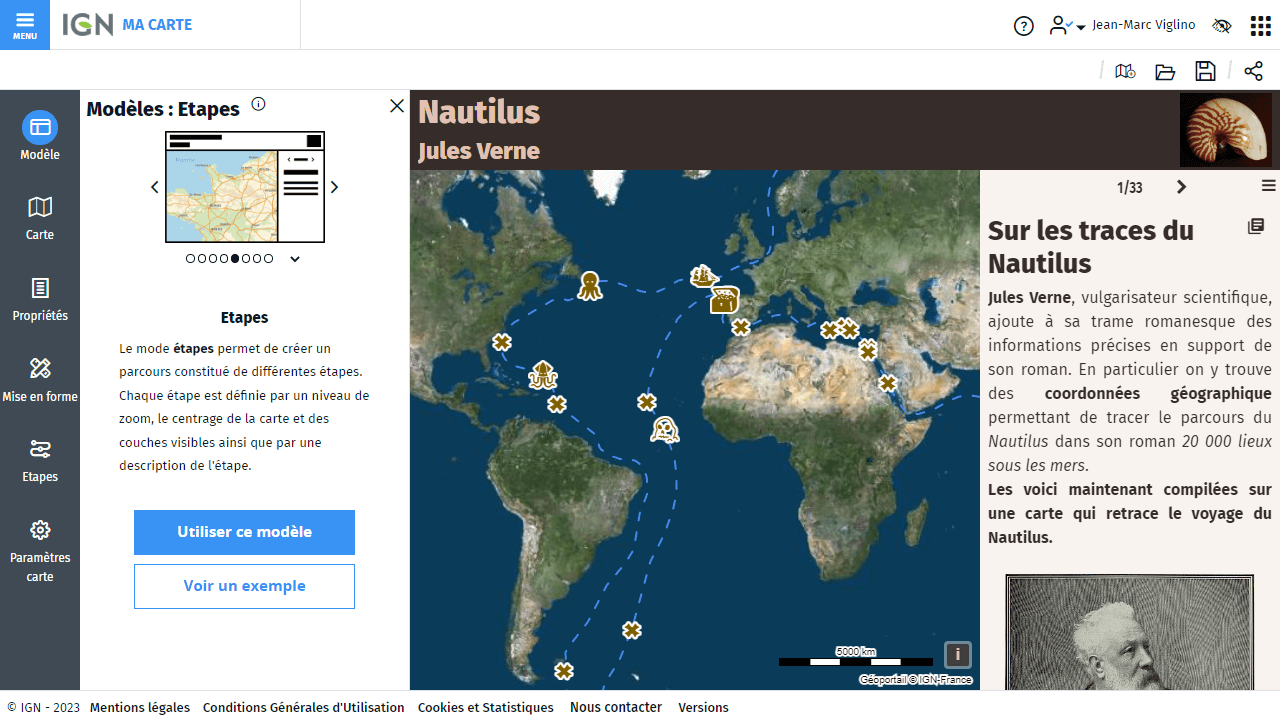 MENU
IGN MA CARTE
Jean-Marc Viglino
Modèles : Etapes
Modèle
Carte
Propriétés
Mise en forme
Etapes
Paramètres
carte
Etapes
Le mode étapes permet de créer un
parcours constitué de différentes étapes.
Chaque étape est définie par un niveau de
zoom, le centrage de la carte et des
couches visibles ainsi que par une
description de l'étape.
Utiliser ce modèle
Voir un exemple
Nautilus
Jules Verne
5000 km
i
Géoportail © IGN-France
1/33
Sur les traces du
Nautilus
Jules Verne, vulgarisateur scientifique,
ajoute à sa trame romanesque des
informations précises en support de
son roman. En particulier on y trouve
des coordonnées géographique
permettant de tracer le parcours du
Nautilus dans son roman 20 000 lieux
sous les mers.
Les voici maintenant compilées sur
une carte qui retrace le voyage du
Nautilus.
© IGN - 2023 Mentions légales Conditions Générales d'Utilisation Cookies et Statistiques Nous contacter Versions